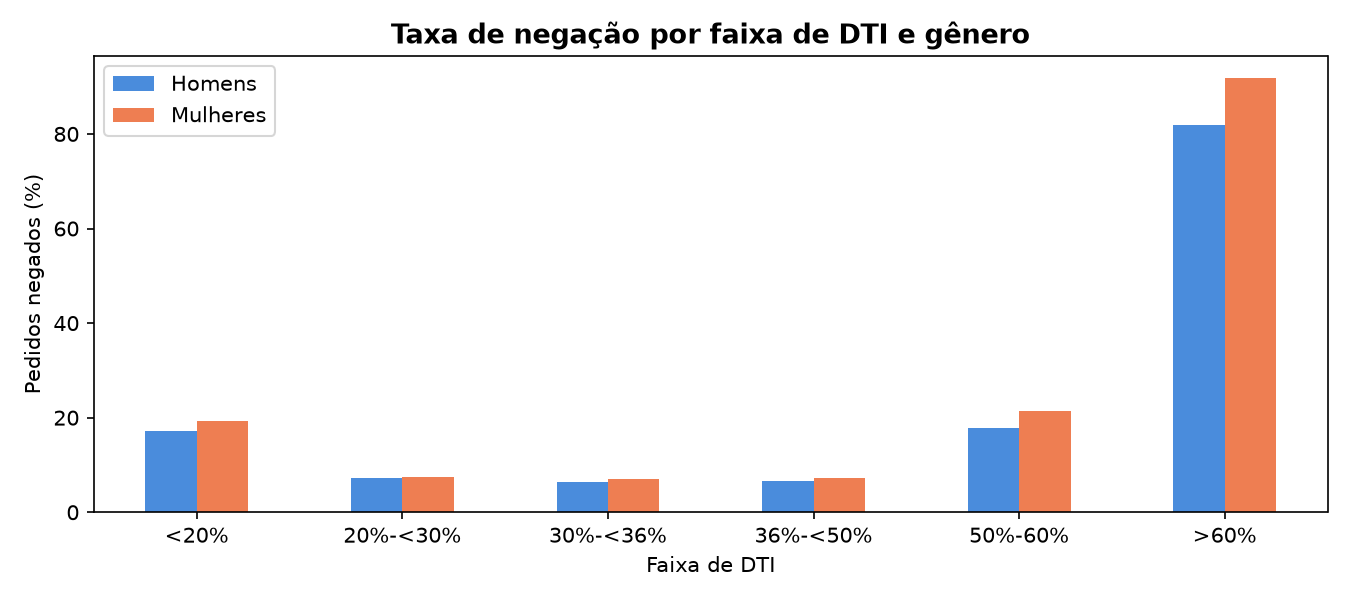 Taxa de negação por faixa de DTI e gênero
Homens
Mulheres
Pedidos negados (%)
80
60
40
20
0
<20%
20%-<30%
30%-<36%
36%-<50%
50%-60%
>60%
Faixa de DTI